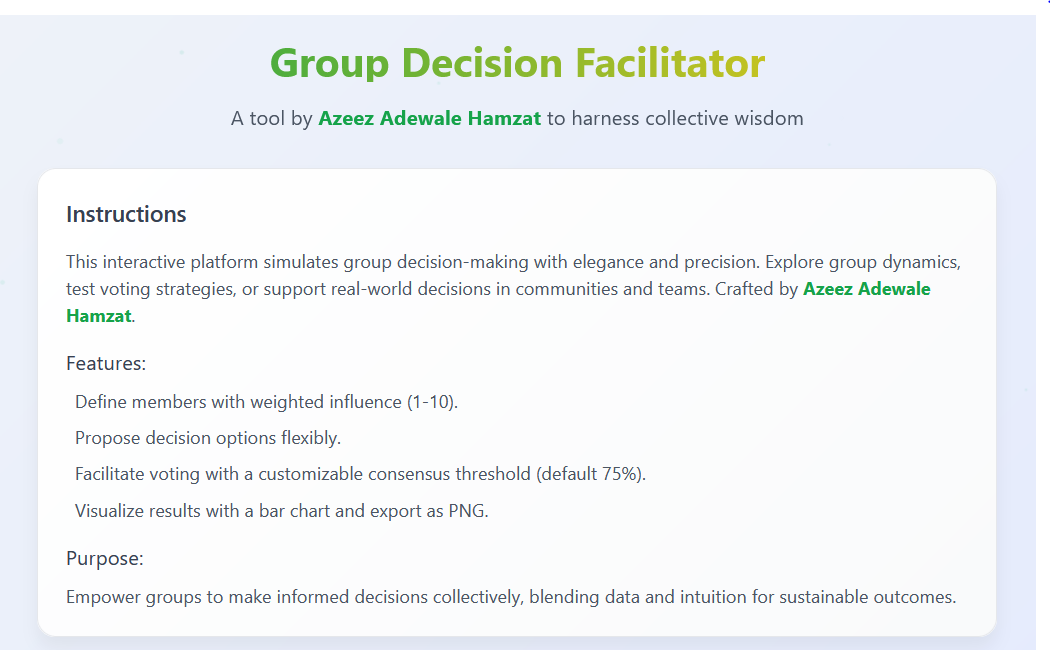 Group Decision Facilitator
A tool by Azeez Adewale Hamzat to harness collective wisdom
Instructions
This interactive platform simulates group decision-making with elegance and precision. Explore group dynamics,
test voting strategies, or support real-world decisions in communities and teams. Crafted by Azeez Adewale
Hamzat.
Features:
Define members with weighted influence (1-10).
Propose decision options flexibly.
Facilitate voting with a customizable consensus threshold (default 75%).
Visualize results with a bar chart and export as PNG.
Purpose:
Empower groups to make informed decisions collectively, blending data and intuition for sustainable outcomes.